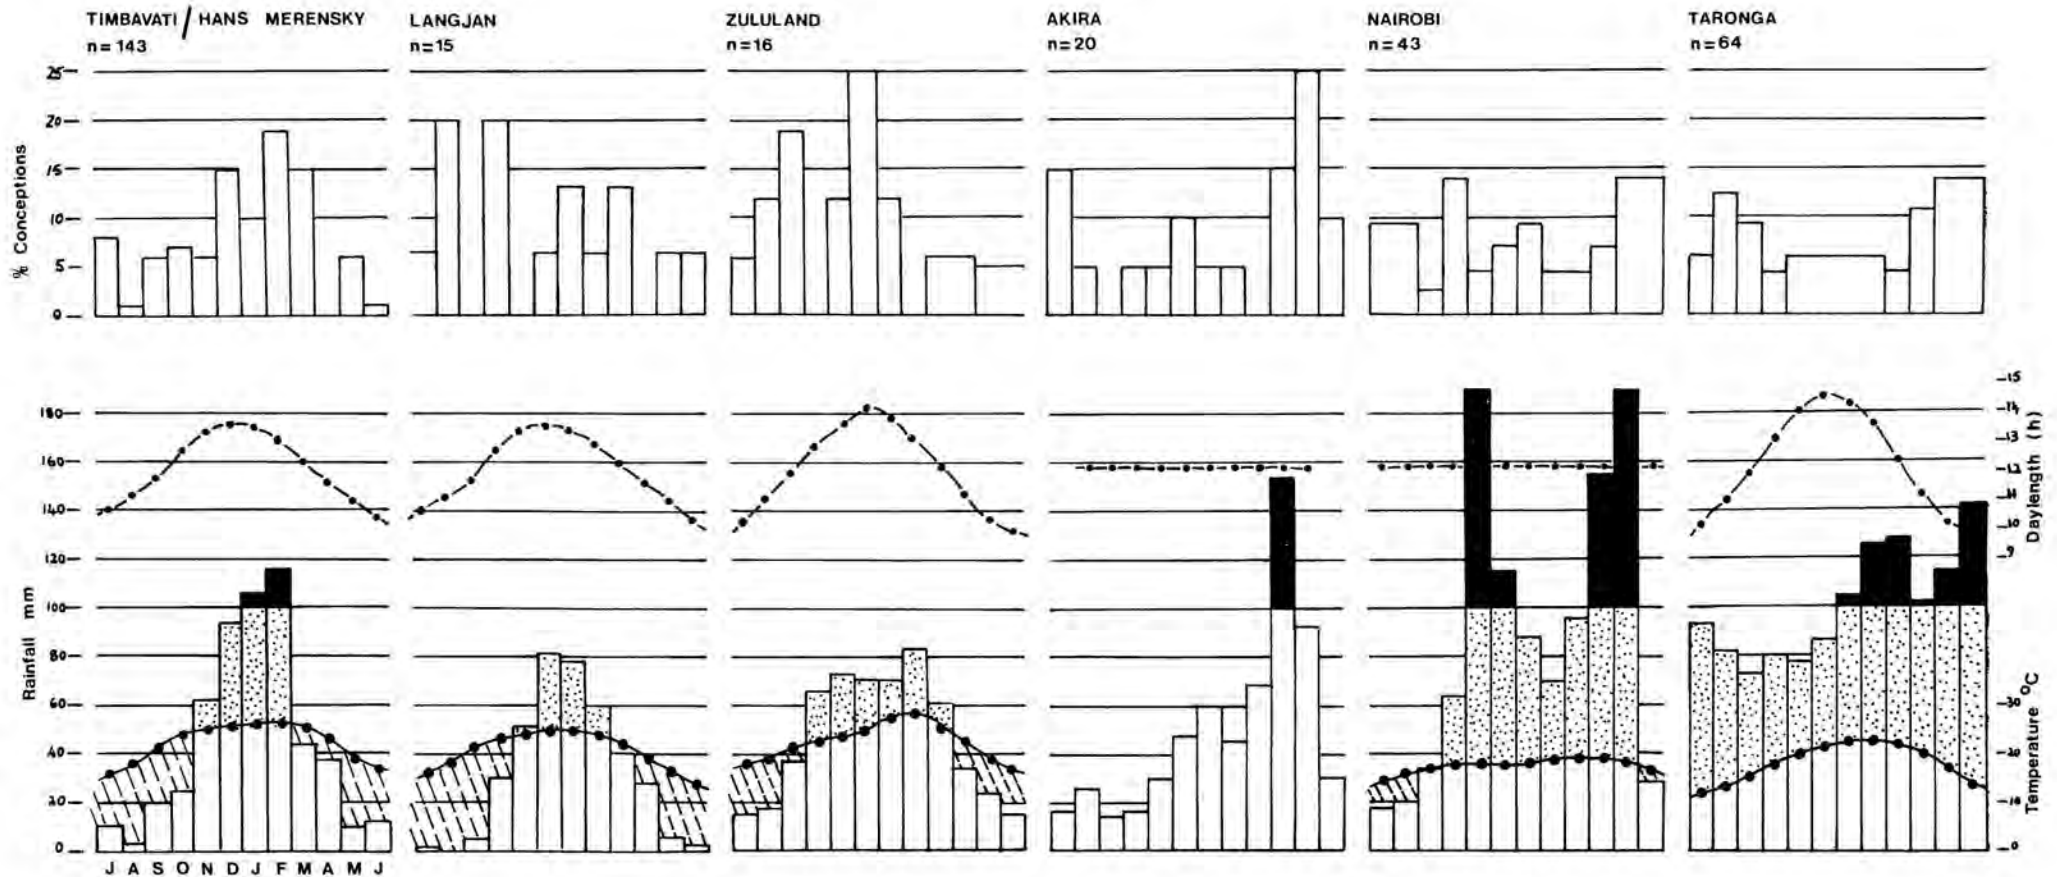 TIMBAVATI / HANS MERENSKY
n=143
LANGJAN
n=15
ZULULAND
n=16
AKIRA
n=20
NAIROBI
n=43
TARONGA
n=64
% Conceptions
25
20
15
10
5
0
Rainfall mm
180
160
140
120
100
80
60
40
20
0
J A S O N D J F M A M J
Daylength (h)
15
14
13
12
11
10
9
Temperature °C
30
20
10
0